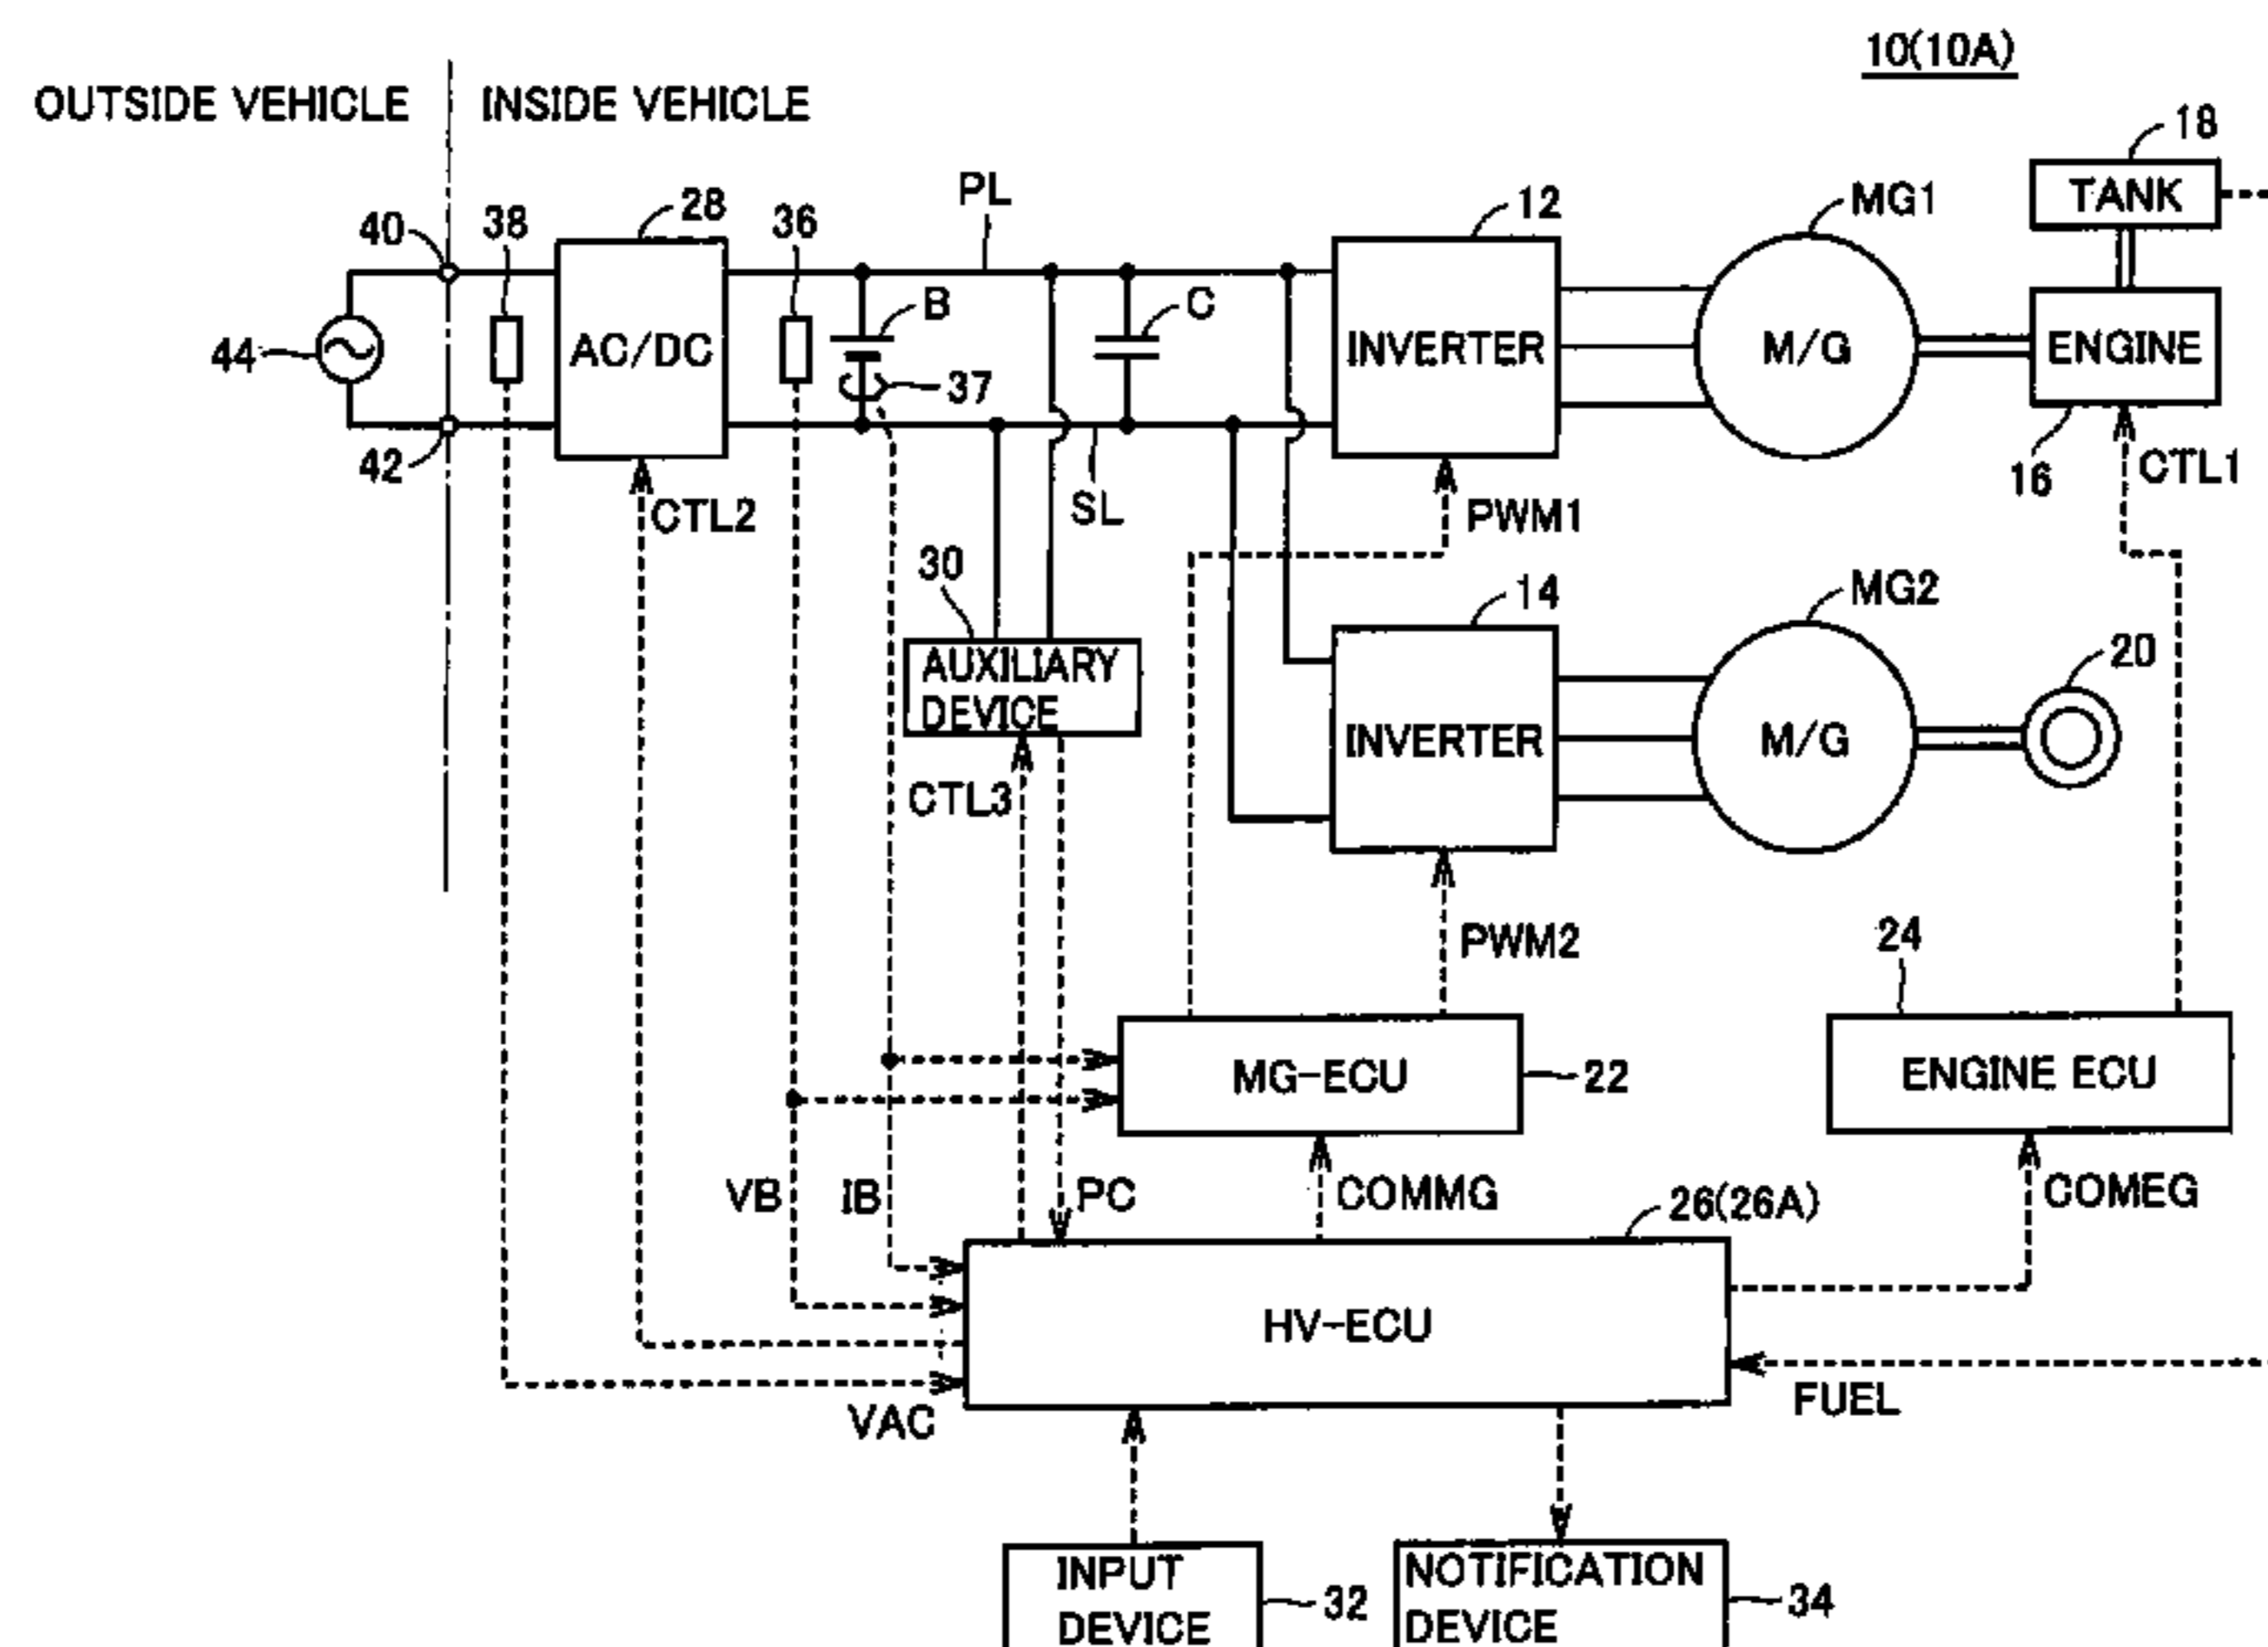 10(10A)
OUTSIDE VEHICLE
INSIDE VEHICLE
18
TANK
PL
28
12
MG1
40
38
36
B
C
44
AC/DC
INVERTER
M/G
ENGINE
37
42
CTL2
SL
PWM1
16
CTL1
30
14
MG2
AUXILIARY
DEVICE
20
INVERTER
M/G
CTL3
PWM2
24
MG-ECU
22
ENGINE ECU
VB
IB
PC
COMMG
26(26A)
COMEG
HV-ECU
VAC
FUEL
INPUT
DEVICE
32
NOTIFICATION
DEVICE
34